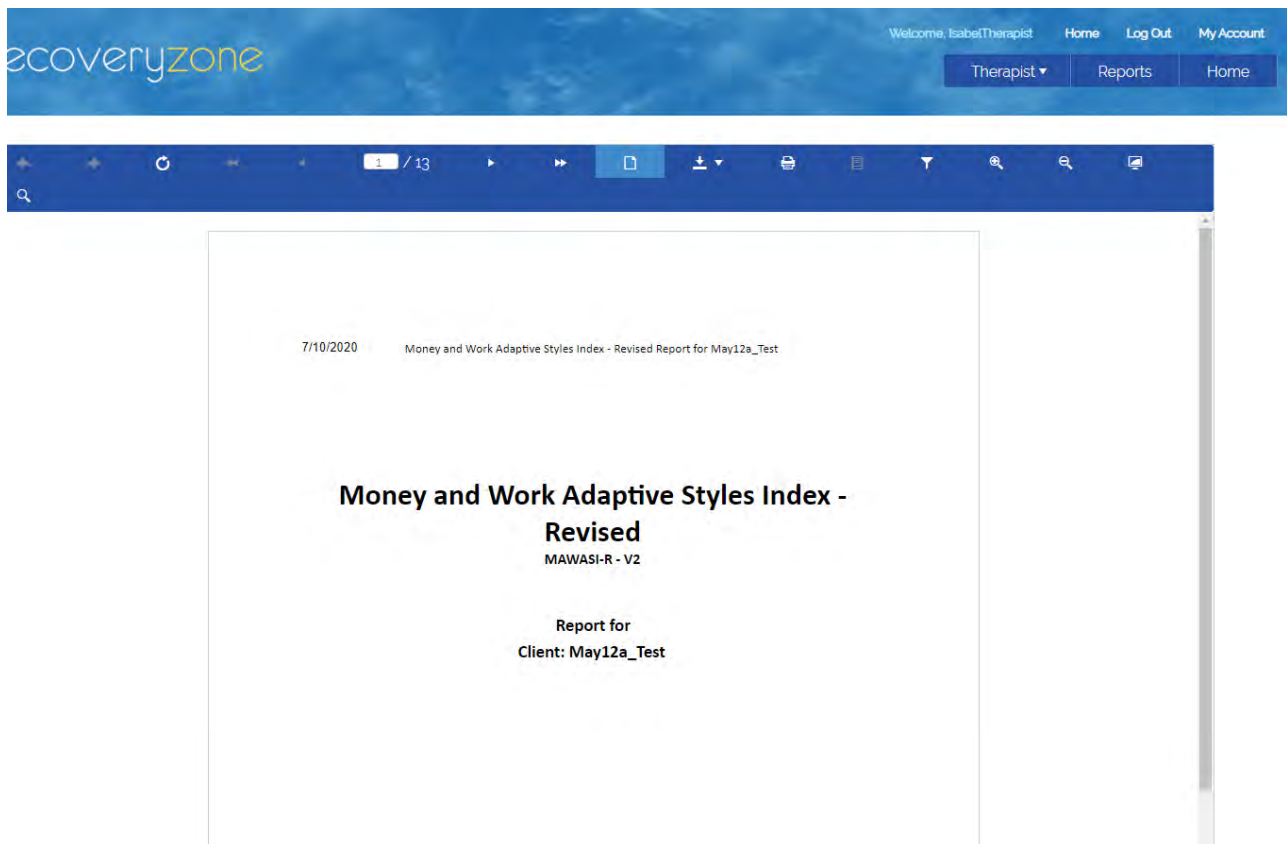 Welcome, IsabelTherapist Home Log Out My Account
ecoveryzone
Therapist Reports Home
1 / 13
7/10/2020 Money and Work Adaptive Styles Index - Revised Report for May12a_Test
Money and Work Adaptive Styles Index -
Revised
MAWASI-R - V2
Report for
Client: May12a_Test